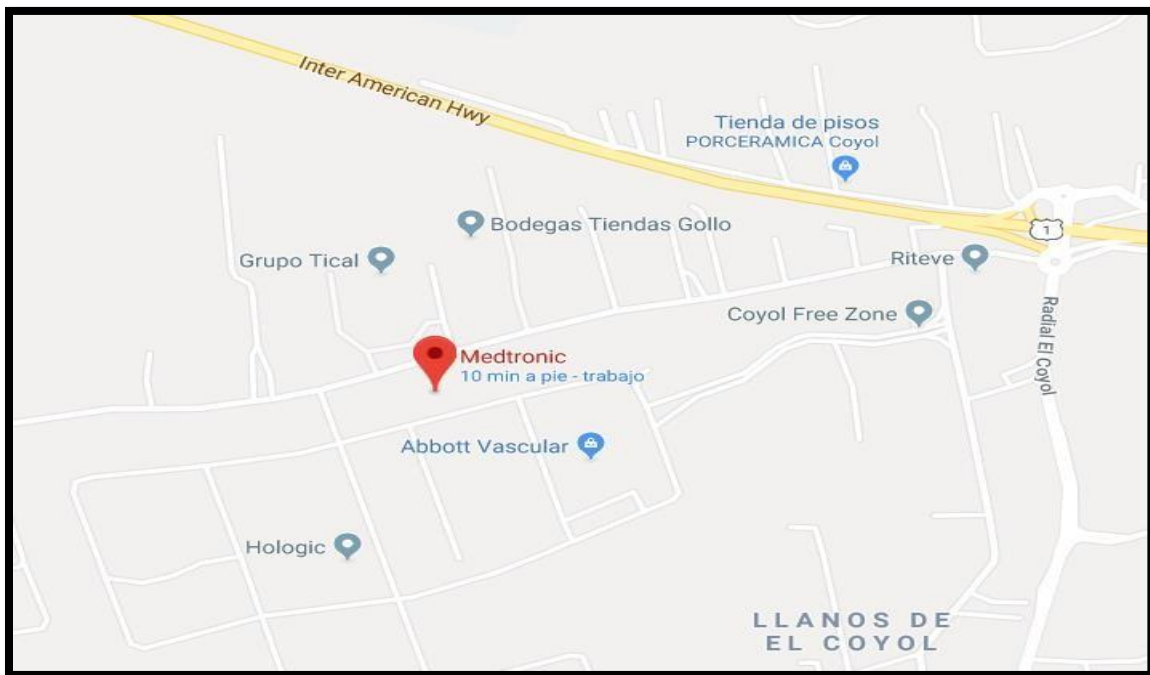 Inter American Hwy
Tienda de pisos
PORCERAMICA Coyol
Bodegas Tiendas Gollo
1
Grupo Tical
Riteve
Coyol Free Zone
Radial El Coyol
Medtronic
10 min a pie - trabajo
Abbott Vascular
Hologic
LLANOS DE
EL COYOL